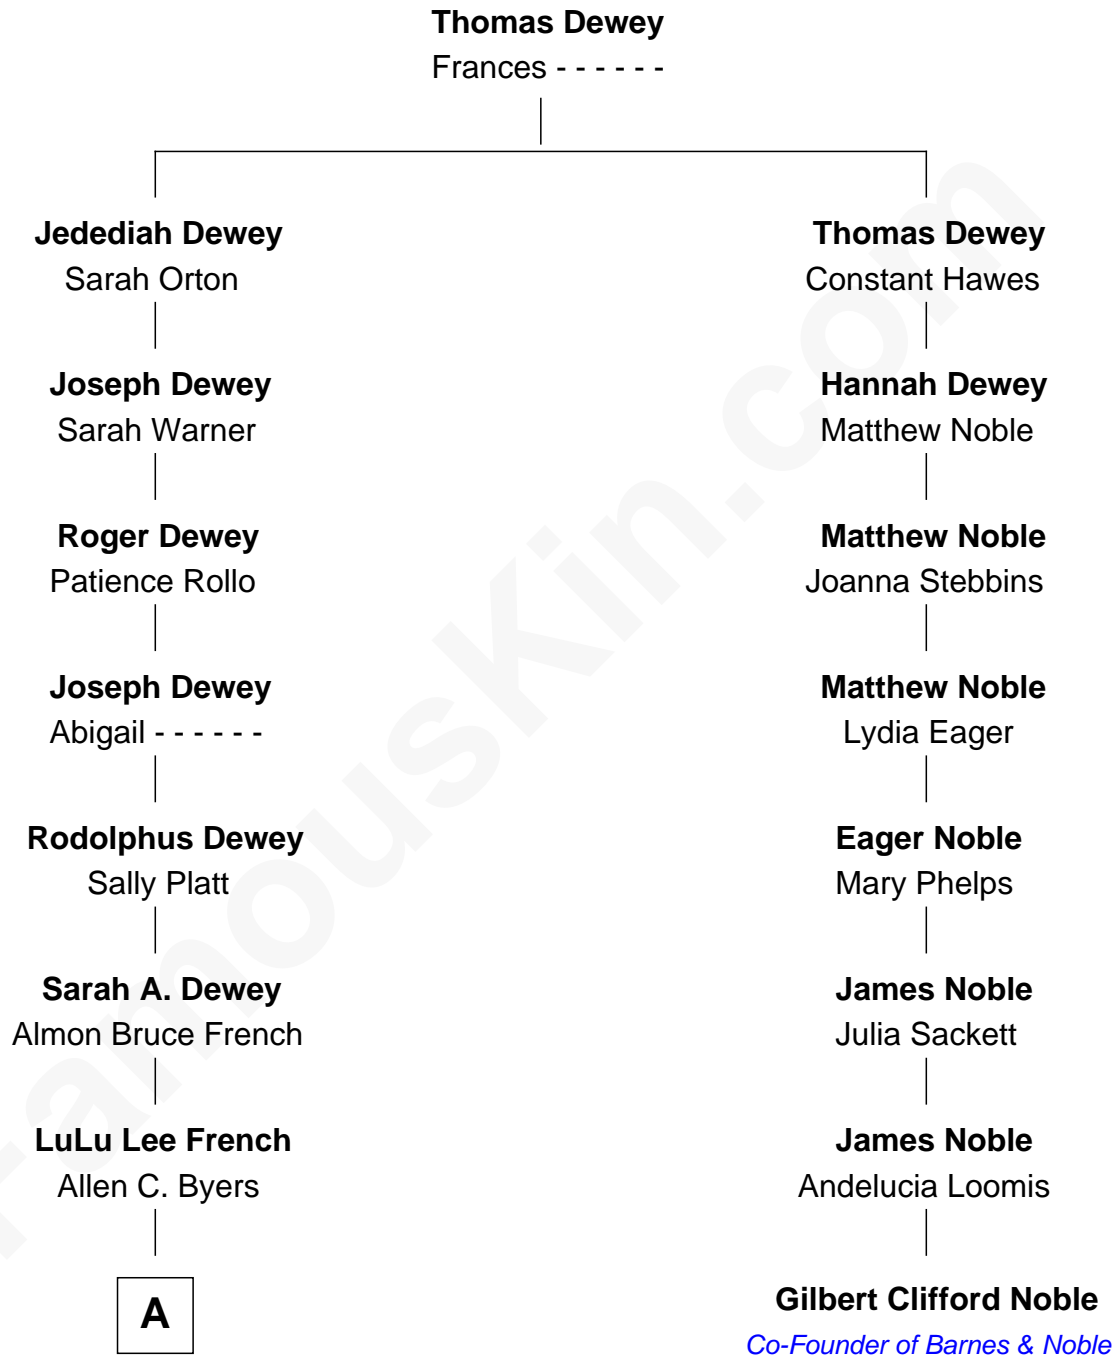 Thomas Dewey
Frances - - - - - -
Jedediah Dewey
Sarah Orton
Thomas Dewey
Constant Hawes
Joseph Dewey
Sarah Warner
Hannah Dewey
Matthew Noble
Roger Dewey
Patience Rollo
Matthew Noble
Joanna Stebbins
Joseph Dewey
Abigail - - - - - -
Matthew Noble
Lydia Eager
Rodolphus Dewey
Sally Platt
Eager Noble
Mary Phelps
Sarah A. Dewey
Almon Bruce French
James Noble
Julia Sackett
LuLu Lee French
Allen C. Byers
James Noble
Andelucia Loomis
A
Gilbert Clifford Noble
Co-Founder of Barnes & Noble
FamousKin.com